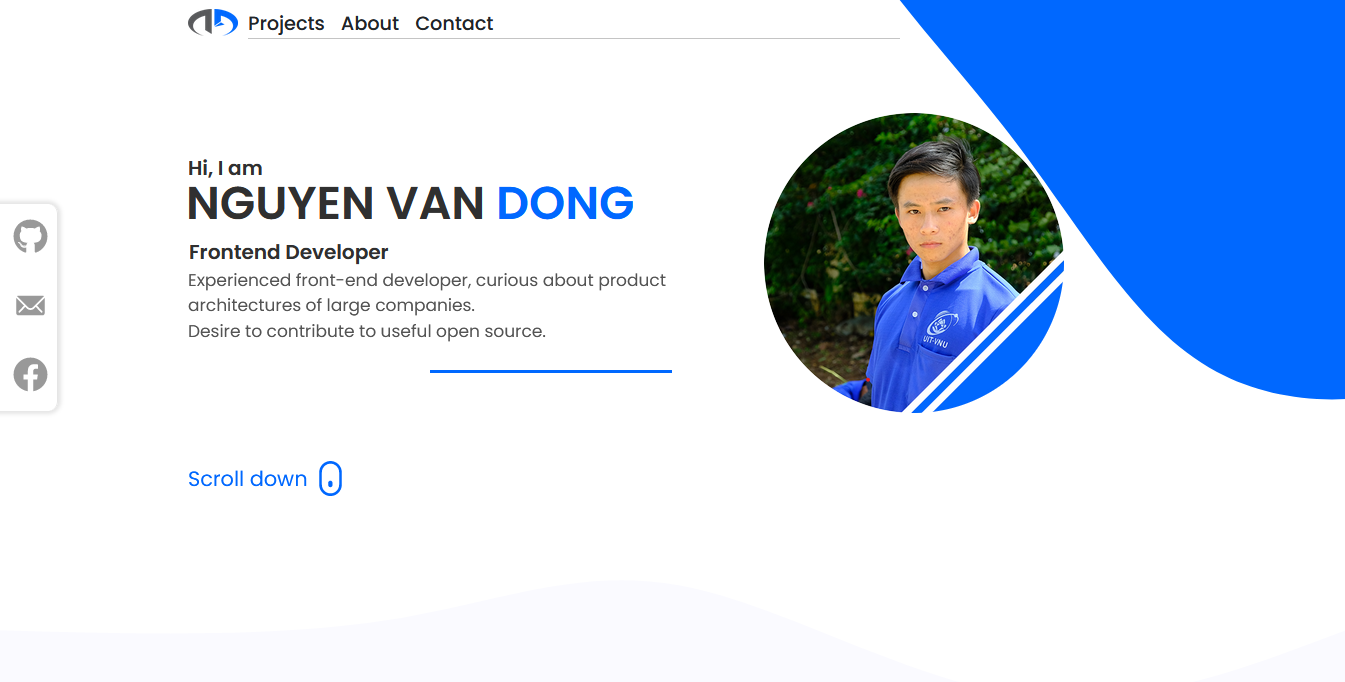 Projects About Contact
Hi, I am
NGUYEN VAN DONG
Frontend Developer
Experienced front-end developer, curious about product
architectures of large companies.
Desire to contribute to useful open source.
UIT-VNU
Scroll down